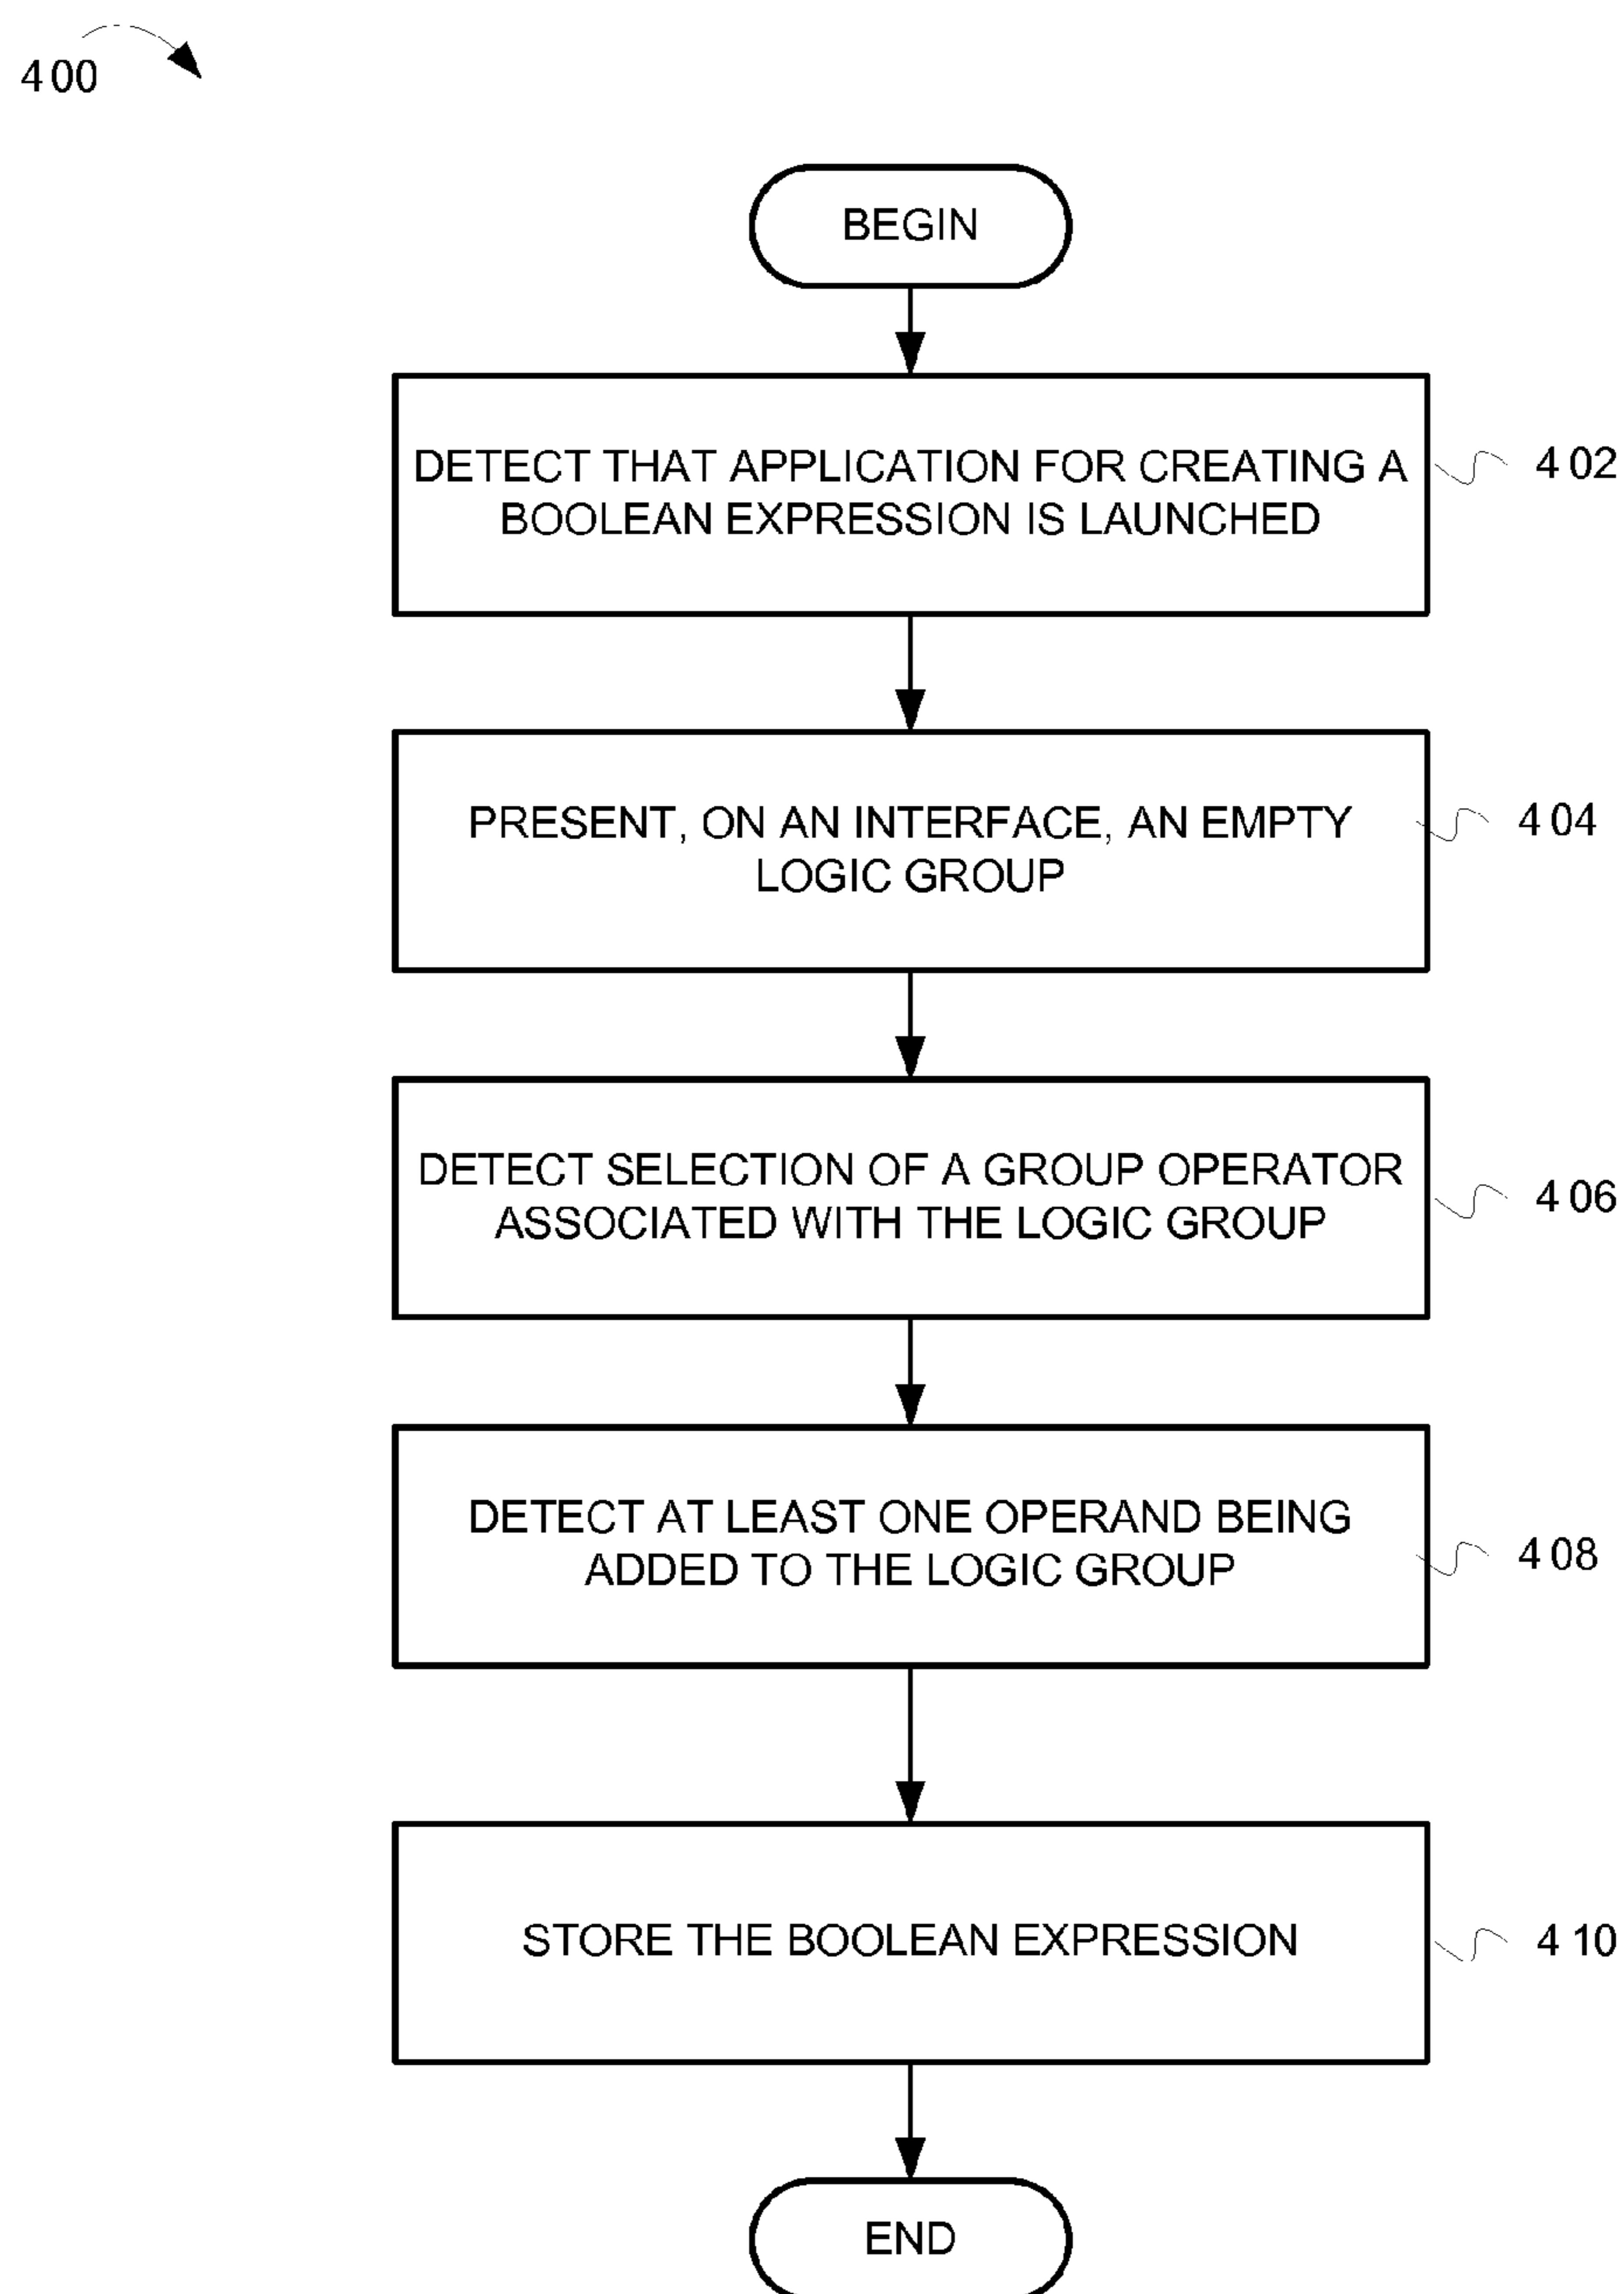 400
BEGIN
DETECT THAT APPLICATION FOR CREATING A
BOOLEAN EXPRESSION IS LAUNCHED
402
PRESENT, ON AN INTERFACE, AN EMPTY
LOGIC GROUP
404
DETECT SELECTION OF A GROUP OPERATOR
ASSOCIATED WITH THE LOGIC GROUP
406
DETECT AT LEAST ONE OPERAND BEING
ADDED TO THE LOGIC GROUP
408
STORE THE BOOLEAN EXPRESSION
410
END